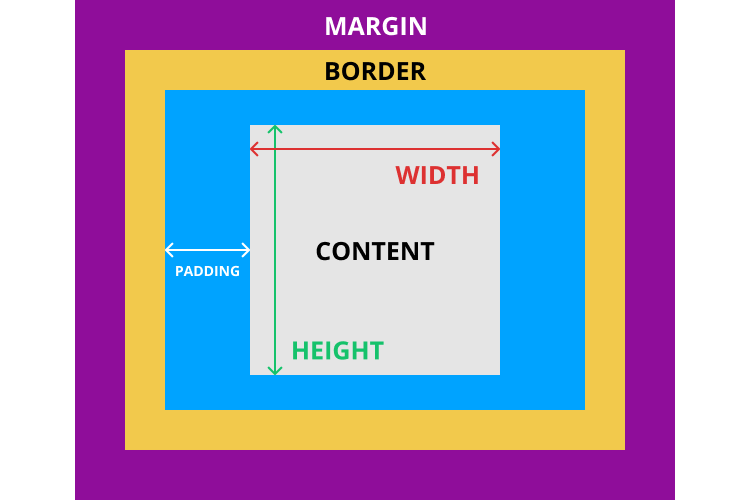 MARGIN
BORDER
WIDTH
CONTENT
PADDING
HEIGHT